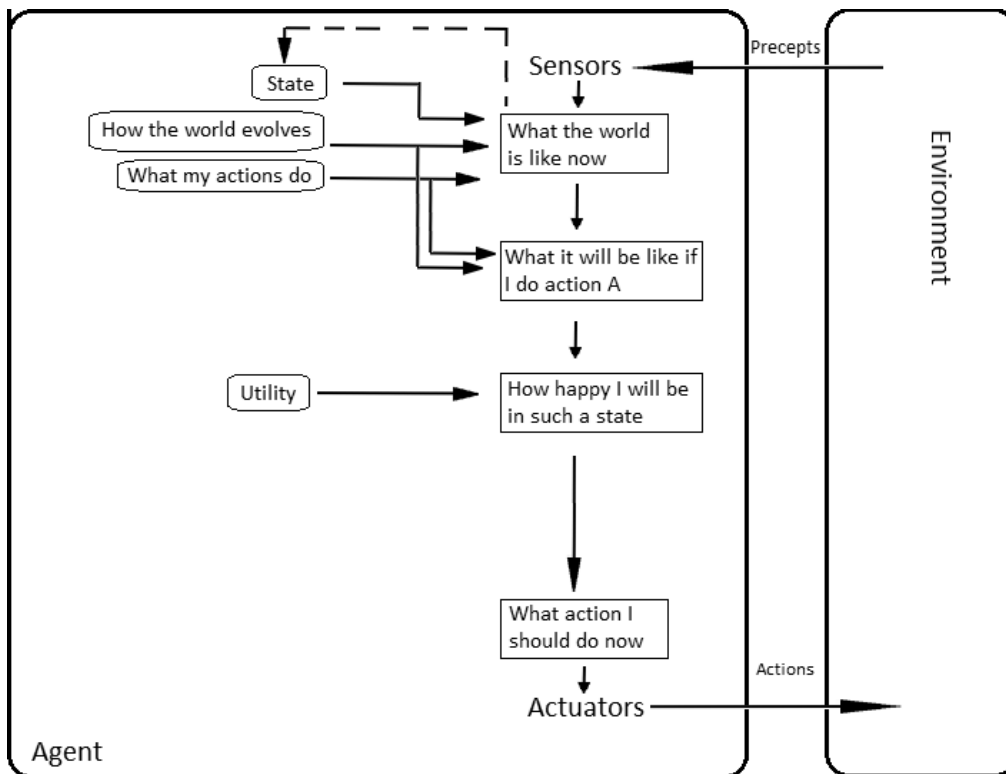 Precepts
Sensors
State
How the world evolves
What the world
is like now
What my actions do
Environment
What it will be like if
I do action A
Utility
How happy I will be
in such a state
What action I
should do now
Actions
Actuators
Agent